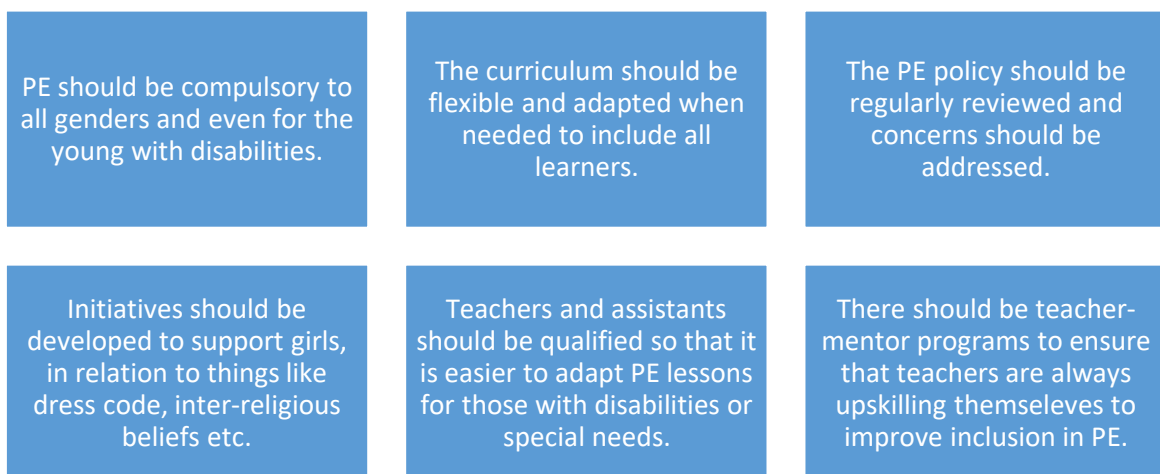 PE should be compulsory to
all genders and even for the
young with disabilities.
The curriculum should be
flexible and adapted when
needed to include all
learners.
The PE policy should be
regularly reviewed and
concerns should be
addressed.
Initiatives should be
developed to support girls,
in relation to things like
dress code, inter-religious
beliefs etc.
Teachers and assistants
should be qualified so that it
is easier to adapt PE lessons
for those with disabilities or
special needs.
There should be teacher-
mentor programs to ensure
that teachers are always
upskilling themseleves to
improve inclusion in PE.